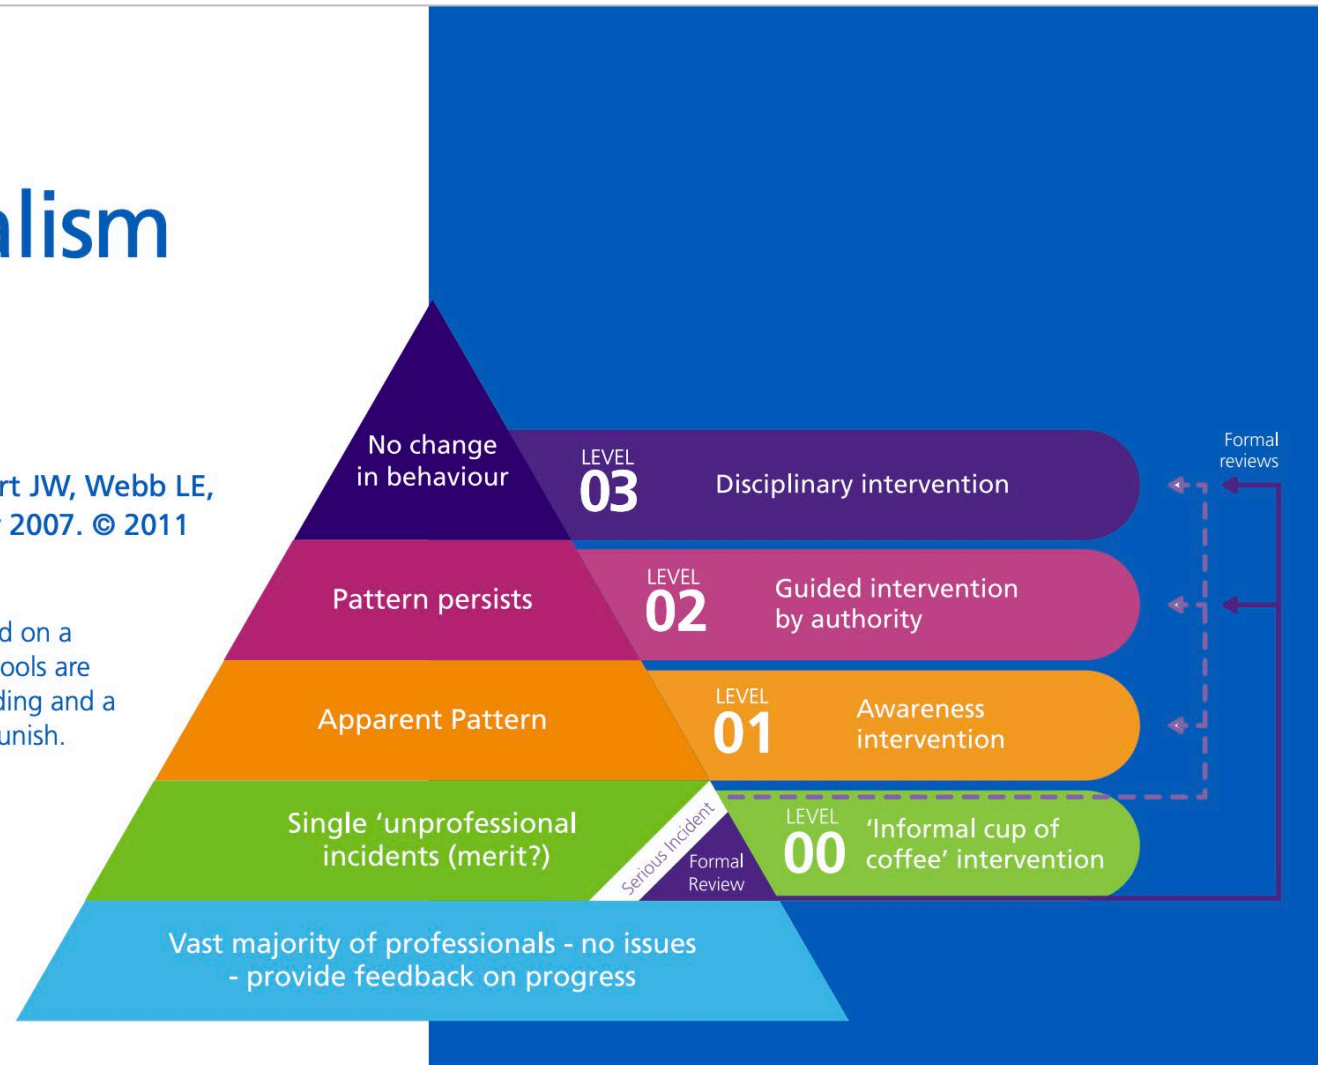 alism
rt JW, Webb LE,
2007. © 2011
d on a
ools are
ding and a
unish.
Formal
reviews
No change
in behaviour
LEVEL
03
Disciplinary intervention
Pattern persists
LEVEL
02
Guided intervention
by authority
Apparent Pattern
LEVEL
01
Awareness
intervention
Single ‘unprofessional
incidents (merit?)
Serious Incident
Formal
Review
LEVEL
00
‘Informal cup of
coffee’ intervention
Vast majority of professionals - no issues
- provide feedback on progress